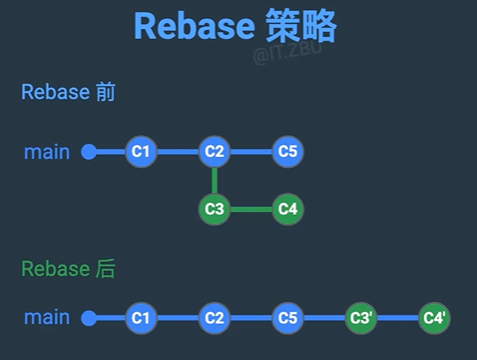 Rebase 策略
@IT.ZBU
Rebase 前
main C1 C2 C5
C3 C4
Rebase 后
main C1 C2 C5 C3' C4'